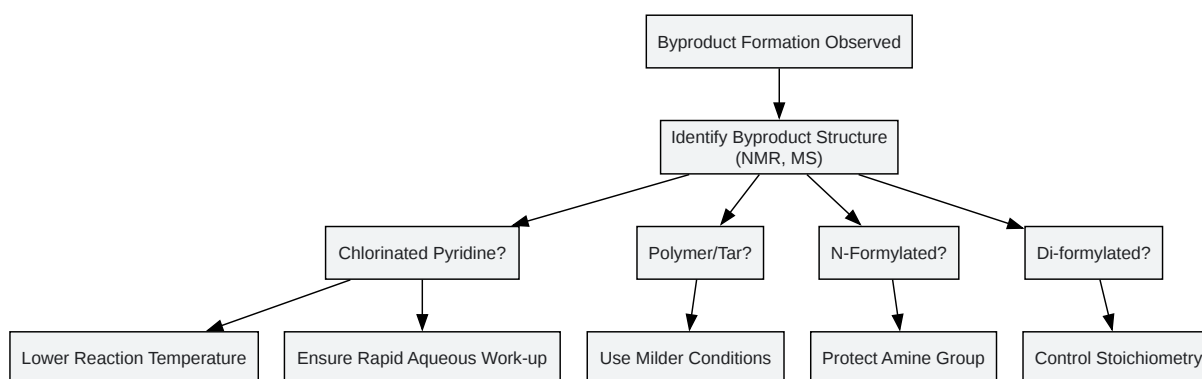 Byproduct Formation Observed
Identify Byproduct Structure
(NMR, MS)
Chlorinated Pyridine?
Polymer/Tar?
N-Formylated?
Di-formylated?
Lower Reaction Temperature
Ensure Rapid Aqueous Work-up
Use Milder Conditions
Protect Amine Group
Control Stoichiometry